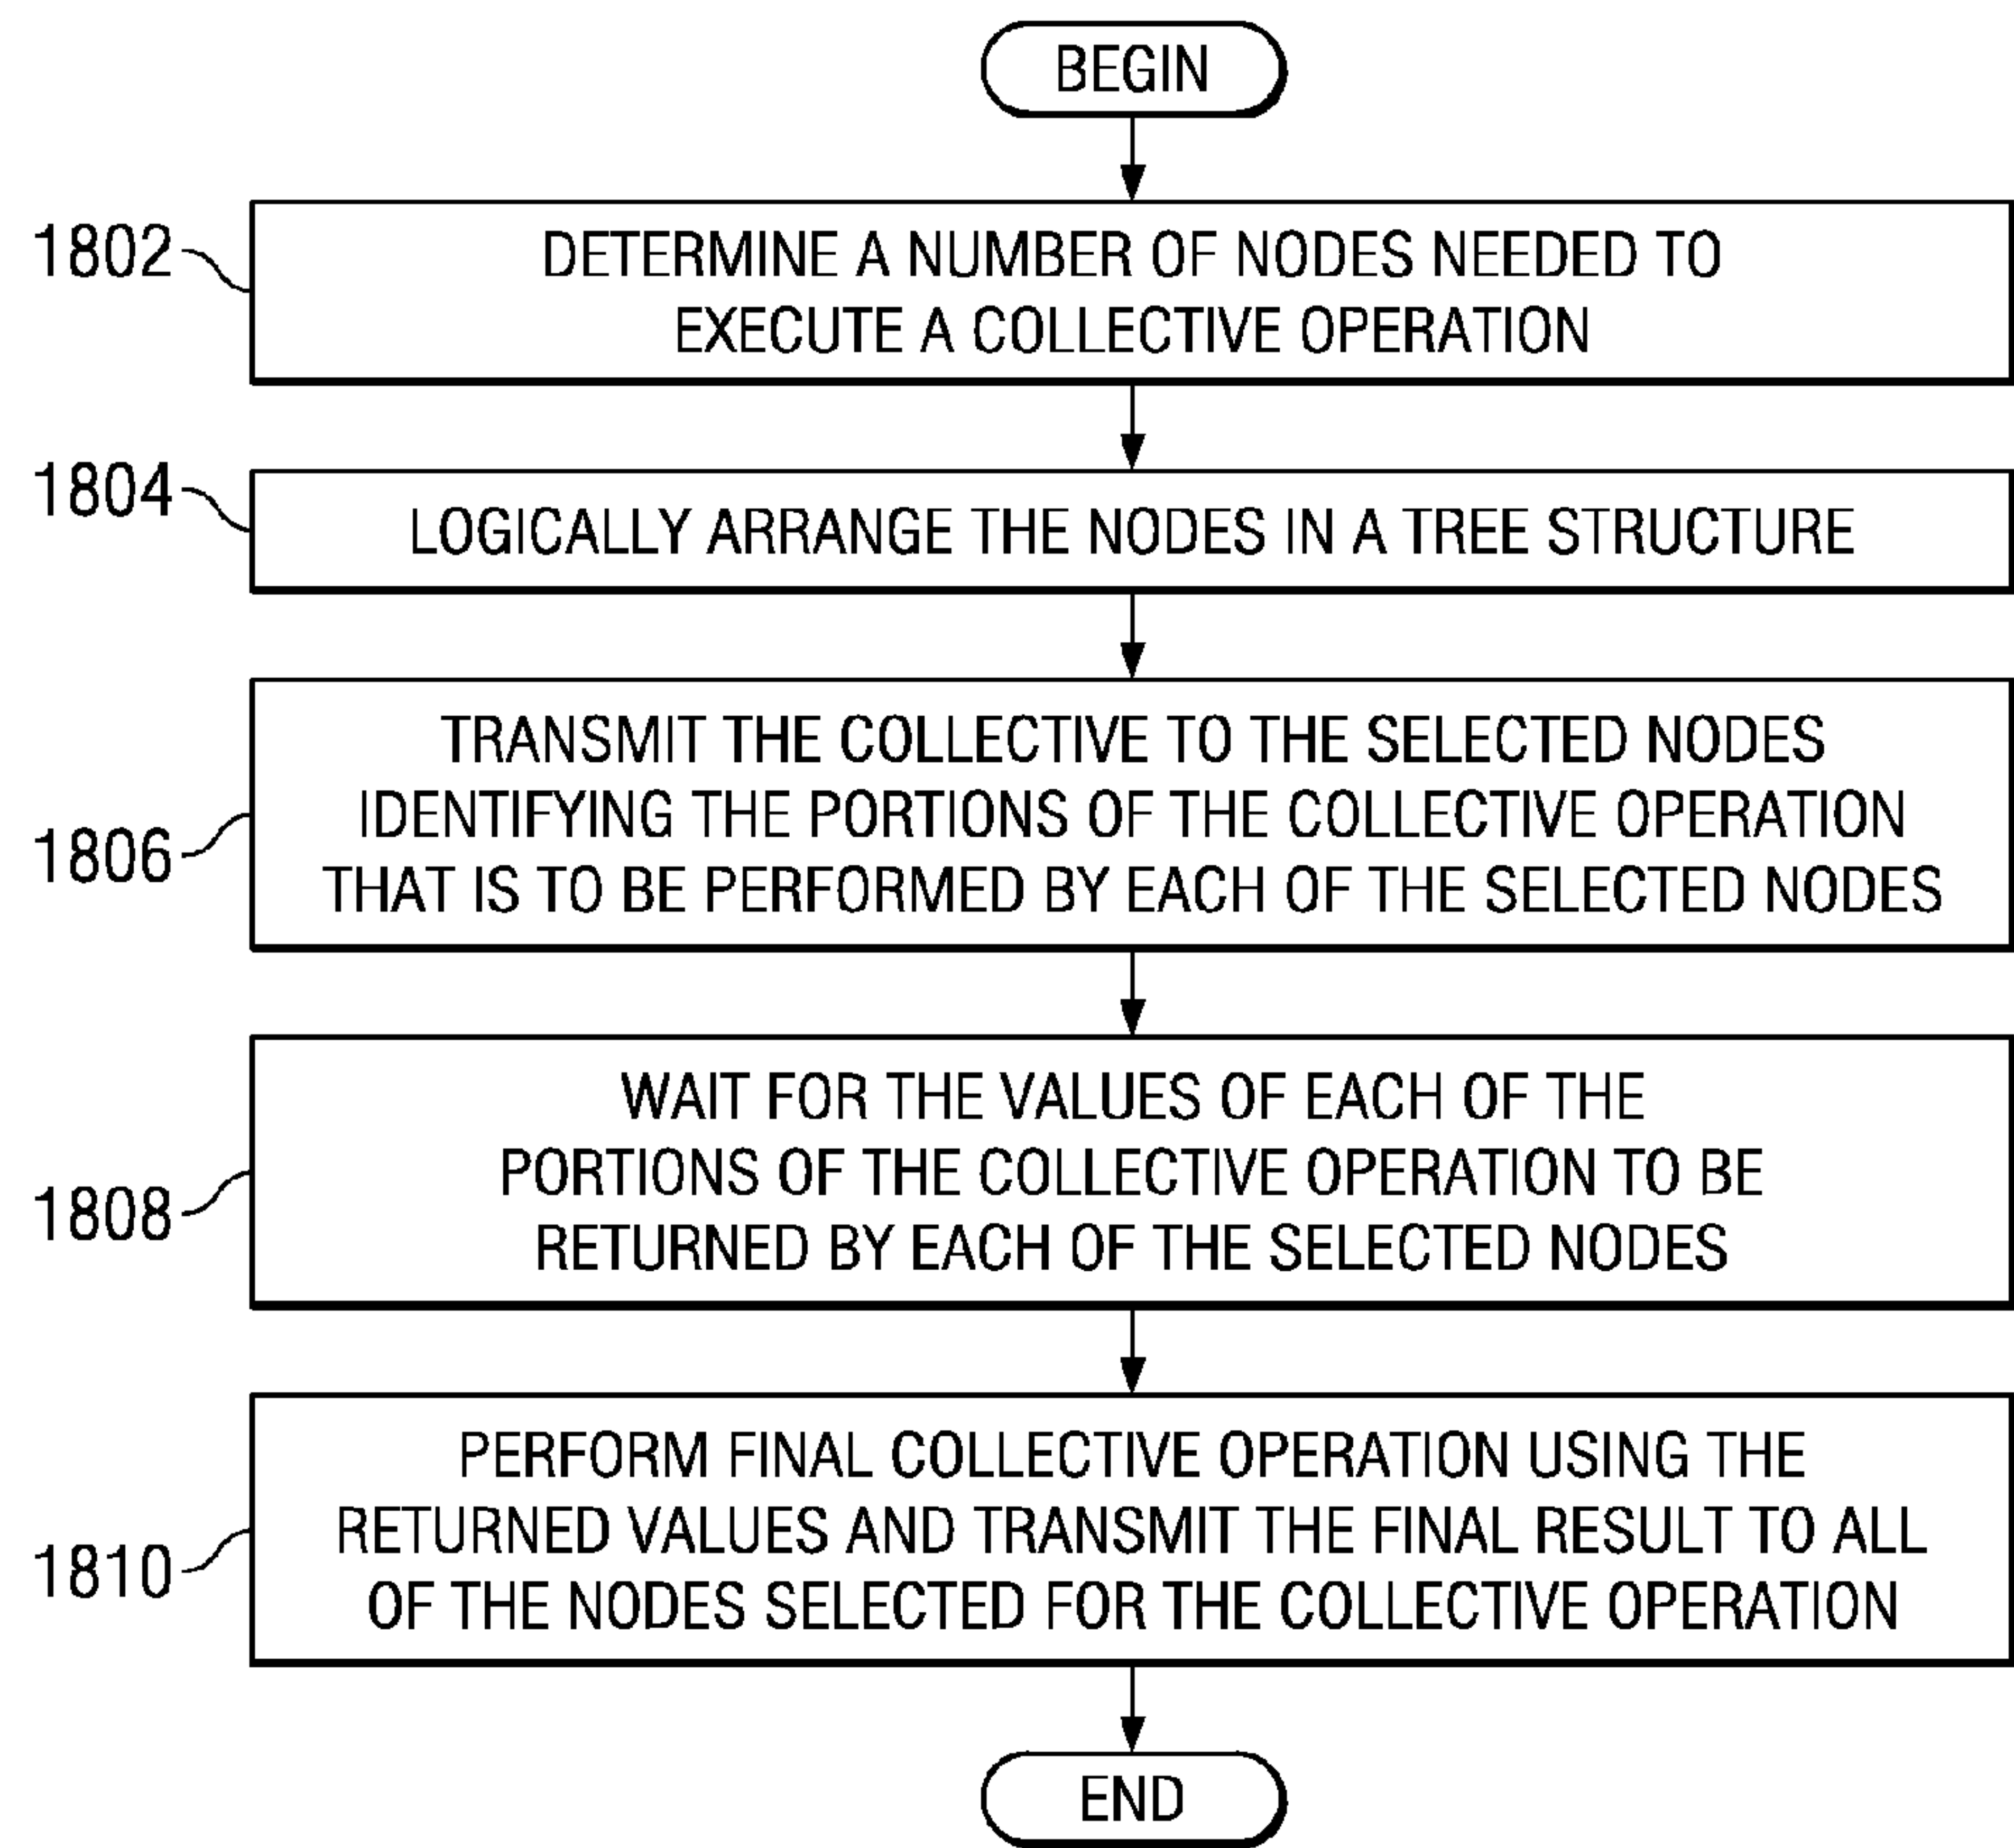 BEGIN
1802
DETERMINE A NUMBER OF NODES NEEDED TO
EXECUTE A COLLECTIVE OPERATION
1804
LOGICALLY ARRANGE THE NODES IN A TREE STRUCTURE
1806
TRANSMIT THE COLLECTIVE TO THE SELECTED NODES
IDENTIFYING THE PORTIONS OF THE COLLECTIVE OPERATION
THAT IS TO BE PERFORMED BY EACH OF THE SELECTED NODES
1808
WAIT FOR THE VALUES OF EACH OF THE
PORTIONS OF THE COLLECTIVE OPERATION TO BE
RETURNED BY EACH OF THE SELECTED NODES
1810
PERFORM FINAL COLLECTIVE OPERATION USING THE
RETURNED VALUES AND TRANSMIT THE FINAL RESULT TO ALL
OF THE NODES SELECTED FOR THE COLLECTIVE OPERATION
END